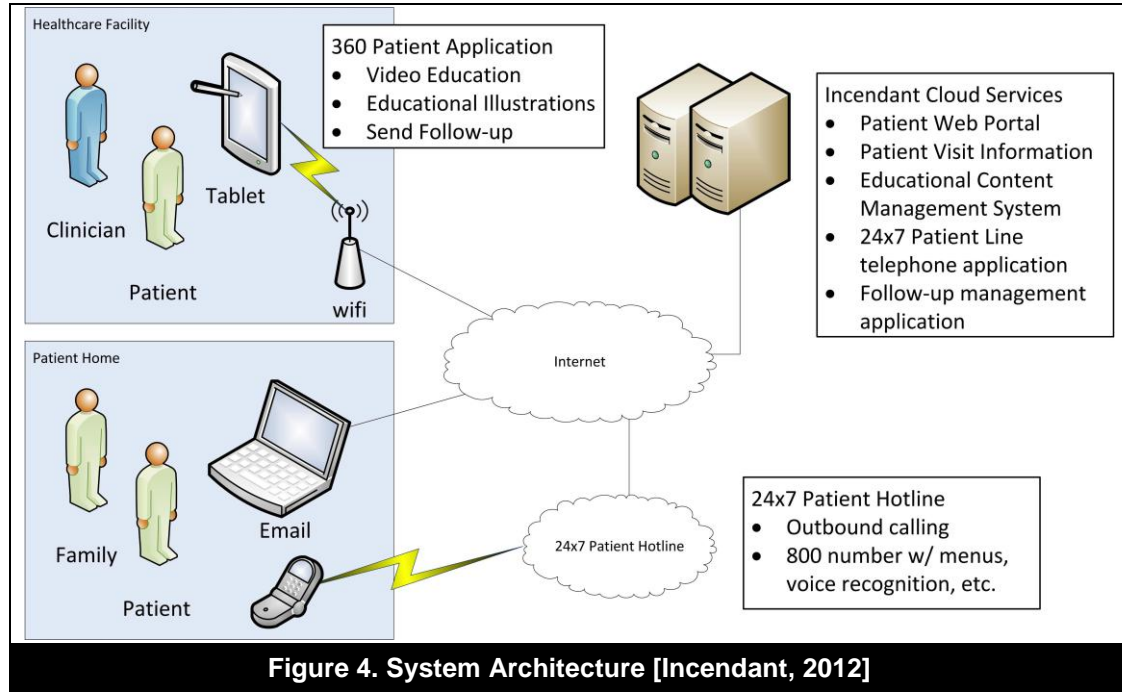 Healthcare Facility
Clinician
Patient
Tablet
wifi
360 Patient Application
• Video Education
• Educational Illustrations
• Send Follow-up
Incendant Cloud Services
• Patient Web Portal
• Patient Visit Information
• Educational Content
Management System
• 24x7 Patient Line
telephone application
• Follow-up management
application
Internet
Patient Home
Family
Patient
Email
24x7 Patient Hotline
24x7 Patient Hotline
• Outbound calling
• 800 number w/ menus,
voice recognition, etc.
Figure 4. System Architecture [Incendant, 2012]